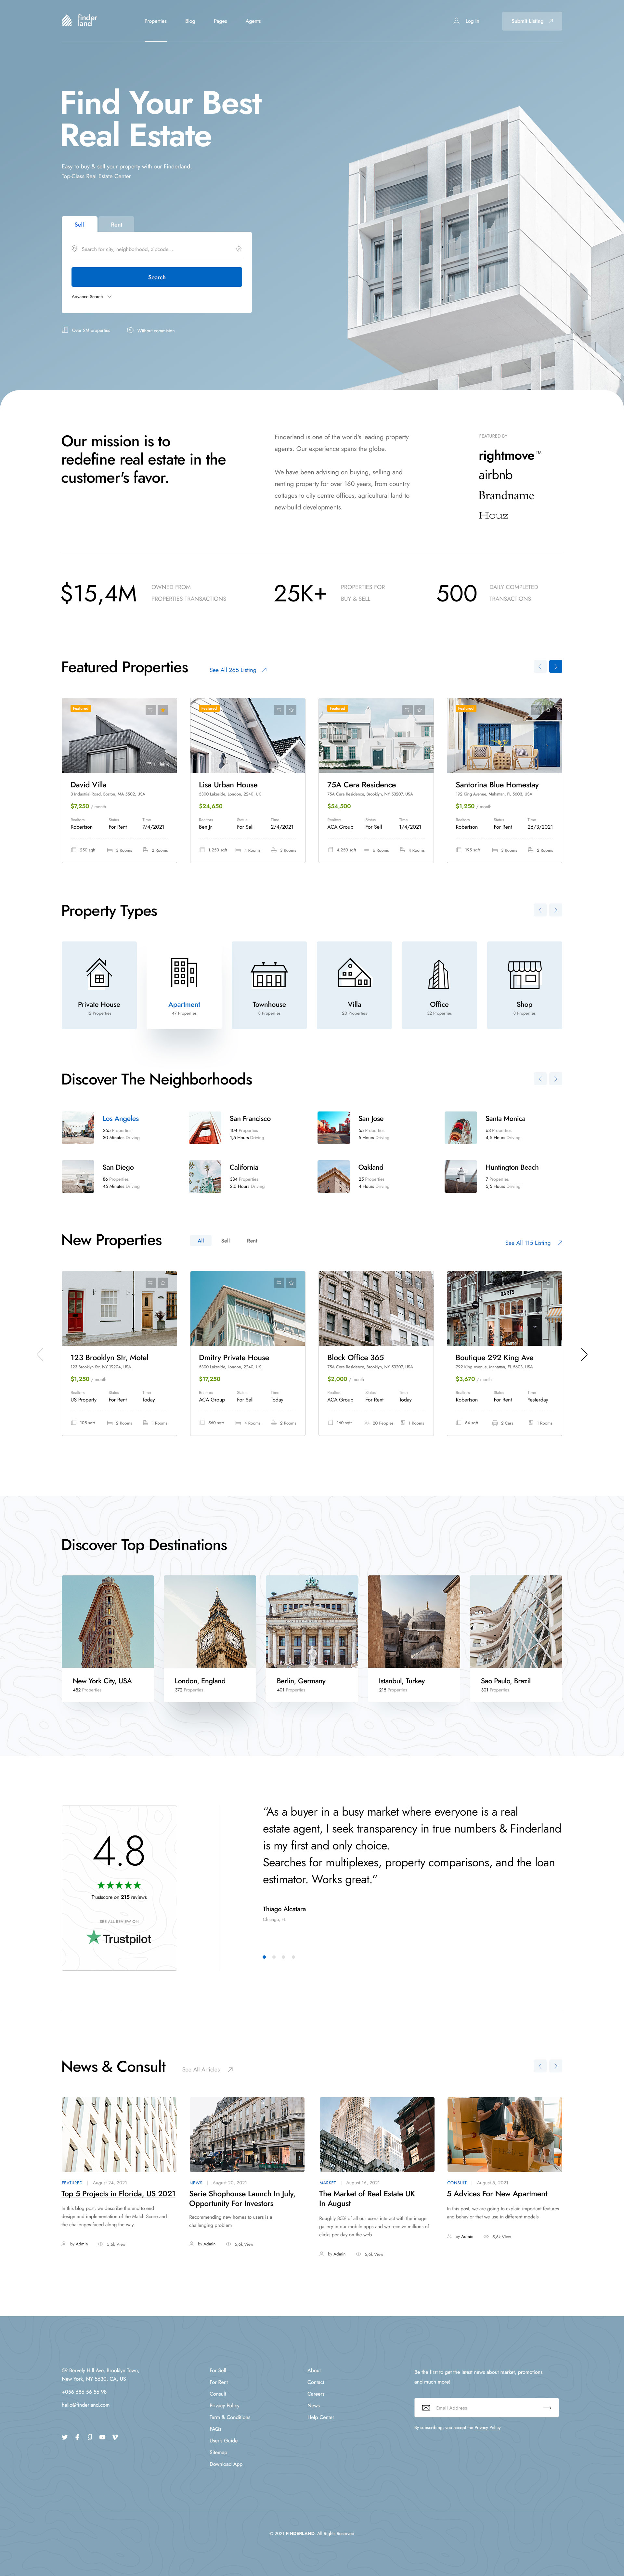 finder
land
Properties
Blog
Pages
Agents
Log In
Submit Listing
Find Your Best
Real Estate
Easy to buy & sell your property with our Finderland,
Top-Class Real Estate Center
Sell
Rent
Search for city, neighborhood, zipcode ...
Search
Advance Search
Over 1M properties
Without comission
Our mission is to
redefine real estate in the
customer's favor.
Finderland is one of the world's leading property
agents. Our experience spans the globe.
We have been advising on buying, selling and
renting property for over 160 years, from country
cottages to city centre offices, agricultural land to
new-build developments.
FEATURED BY
rightmove™
airbnb
Brandname
Houz
$15,4M
OWNED FROM
PROPERTIES TRANSACTIONS
25K+
PROPERTIES FOR
BUY & SELL
500
DAILY COMPLETED
TRANSACTIONS
Featured Properties
See All 265 Listing
Featured
David Villa
3 Industrial Road, Boston, MA 5602, USA
$7,250 / month
Realtors Status Time
Robertson For Rent 7/4/2021
250 sqft 3 Rooms 2 Rooms
Featured
Lisa Urban House
5300 Lakeside, London, 2240, UK
$24,650
Realtors Status Time
Ben Jr For Sell 2/4/2021
1,250 sqft 4 Rooms 3 Rooms
75A Cera Residence
75A Cera Residence, Brooklyn, NY 53207, USA
$54,500
Realtors Status Time
ACA Group For Sell 1/4/2021
4,250 sqft 6 Rooms 4 Rooms
Featured
Santorina Blue Homestay
192 King Avenue, Mahattan, FL 5603, USA
$1,250 / month
Realtors Status Time
Robertson For Rent 26/3/2021
195 sqft 3 Rooms 2 Rooms
Property Types
Private House
Apartment
47 Properties
Townhouse
8 Properties
Villa
20 Properties
Office
32 Properties
Shop
8 Properties
Discover The Neighborhoods
Los Angeles
265 Properties
30 Minutes Driving
San Francisco
104 Properties
1,5 Hours Driving
San Jose
55 Properties
5 Hours Driving
Santa Monica
62 Properties
4,5 Hours Driving
San Diego
86 Properties
45 Minutes Driving
California
334 Properties
2,5 Hours Driving
Oakland
25 Properties
4 Hours Driving
Huntington Beach
7 Properties
5,5 Hours Driving
New Properties
All
Sell
Rent
See All 115 Listing
123 Brooklyn Str, Motel
123 Brooklyn Str, NY 19204, USA
$1,250 / month
Realtors Status Time
US Property For Rent Today
105 sqft 2 Rooms 1 Rooms
Dmitry Private House
5300 Lakeside, London, 2240, UK
$17,250
Realtors Status Time
ACA Group For Sell Today
560 sqft 4 Rooms 2 Rooms
Block Office 365
75A Cera Residence, Brooklyn, NY 53207, USA
$2,000 / month
Realtors Status Time
ACA Group For Rent Today
160 sqft 20 Peoples 1 Rooms
BARTS
Boutique 292 King Ave
292 King Avenue, Mahattan, FL 5603, USA
$3,670 / month
Realtors Status Time
Robertson For Rent Yesterday
64 sqft 2 Cars 1 Rooms
Discover Top Destinations
New York City, USA
452 Properties
London, England
372 Properties
Berlin, Germany
401 Properties
Istanbul, Turkey
215 Properties
Sao Paulo, Brazil
301 Properties
4.8
Trustscore on 215 reviews
SEE ALL REVIEW ON
Trustpilot
“As a buyer in a busy market where everyone is a real
estate agent, I seek transparency in true numbers & Finderland
is my first and only choice.
Searches for multiplexes, property comparisons, and the loan
estimator. Works great.”
Thiago Alcatara
Chicago, FL
News & Consult
See All Articles
FEATURED | August 24, 2021
Top 5 Projects in Florida, US 2021
In this blog post, we describe the end to end
design and implementation of the Match Score and
the challenges faced along the way.
by Admin 5,6k View
NEWS | August 20, 2021
Serie Shophouse Launch In July,
Opportunity For Investors
Recommending new homes to users is a
challenging problem
by Admin 5,6k View
MARKET | August 16, 2021
The Market of Real Estate UK
In August
Roughly 85% of all our users interact with the image
gallery in our mobile apps and we receive millions of
clicks per day on the web
by Admin 5,6k View
CONSULT | August 5, 2021
5 Advices For New Apartment
In this post, we are going to explain important features
and behavior that we use in different models
by Admin 5,6k View
59 Bervely Hill Ave, Brooklyn Town,
New York, NY 5630, CA, US
+056 686 56 56 98
hello@finderland.com
For Sell
For Rent
Consult
Privacy Policy
Term & Conditions
FAQs
User's Guide
Sitemap
Download App
About
Contact
Careers
News
Help Center
Be the first to get the latest news about market, promotions
and much more!
Email Address
By subscribing, you accept the Privacy Policy
© 2021 FINDERLAND. All Rights Reserved